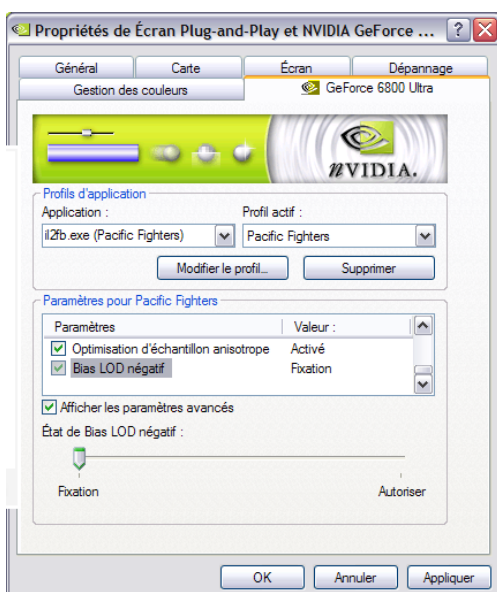 Propriétés de Écran Plug-and-Play et NVIDIA GeForce ...
Général Carte Écran Dépannage
Gestion des couleurs GeForce 6800 Ultra
nVIDIA.
Profils d'application
Application : Profil actif :
il2fb.exe (Pacific Fighters) Pacific Fighters
Modifier le profil... Supprimer
Paramètres pour Pacific Fighters
Paramètres Valeur :
Optimisation d'échantillon anisotrope Activé
Bias LOD négatif Fixation
Afficher les paramètres avancés
État de Bias LOD négatif :
Fixation Autoriser
OK Annuler Appliquer